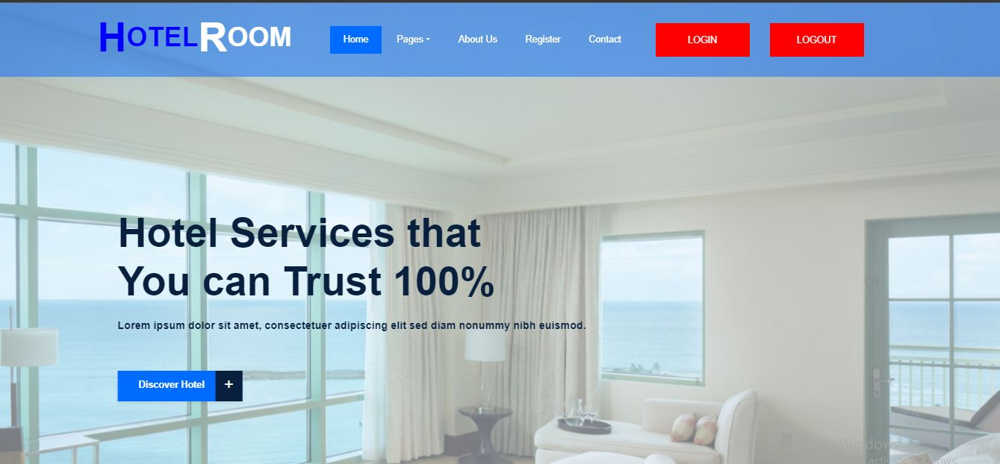 HOTELROOM
Home Pages About Us Register Contact LOGIN LOGOUT
Hotel Services that
You can Trust 100%
Lorem ipsum dolor sit amet, consectetuer adipiscing elit sed diam nonummy nibh euismod.
Discover Hotel +
Windows